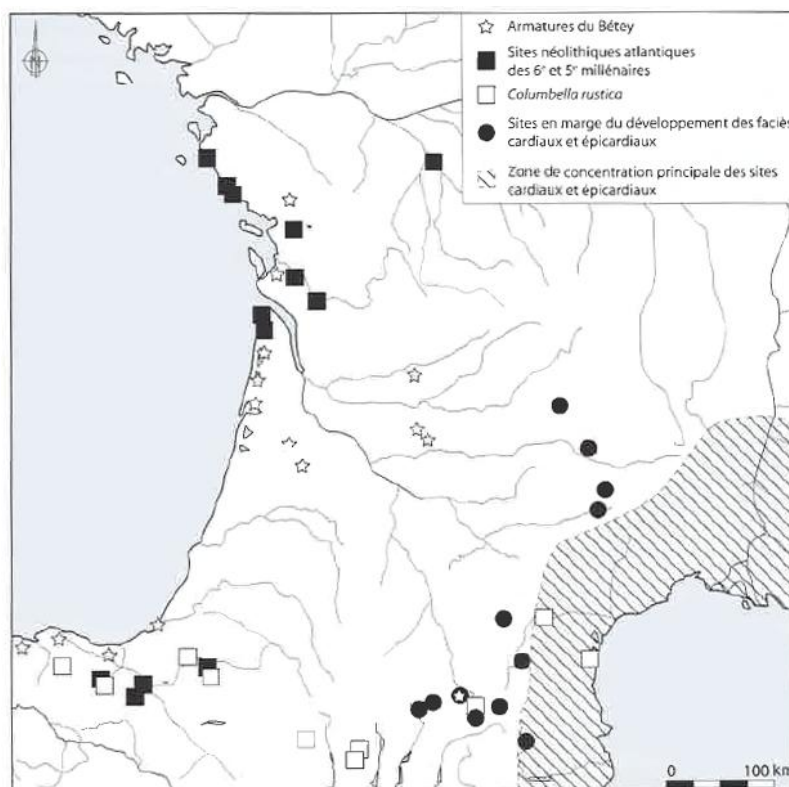 N
Armatures du Bétey
Sites néolithiques atlantiques
des 6e et 5e millénaires
Columbella rustica
Sites en marge du développement des faciès
cardiaux et épicardiaux
Zone de concentration principale des sites
cardiaux et épicardiaux
0 100 km